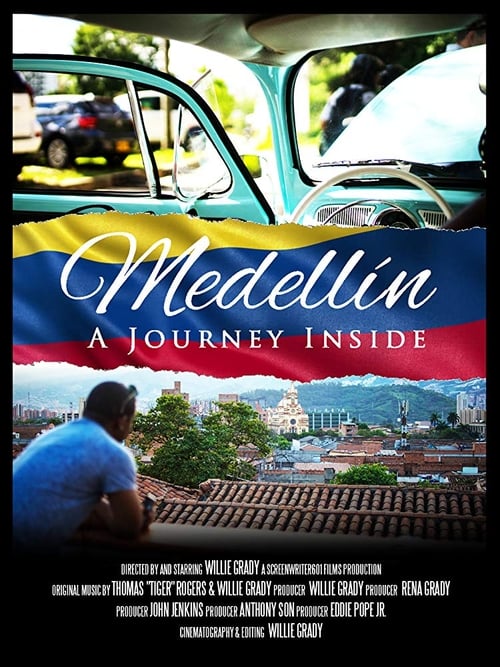 Medellín
A JOURNEY INSIDE
DIRECTED BY AND STARRING WILLIE GRADY A SCREENWRITER601 FILMS PRODUCTION
ORIGINAL MUSIC BY THOMAS "TIGER" ROGERS & WILLIE GRADY PRODUCER WILLIE GRADY PRODUCER RENA GRADY
PRODUCER JOHN JENKINS PRODUCER ANTHONY SON PRODUCER EDDIE POPE JR.
CINEMATOGRAPHY & EDITING WILLIE GRADY